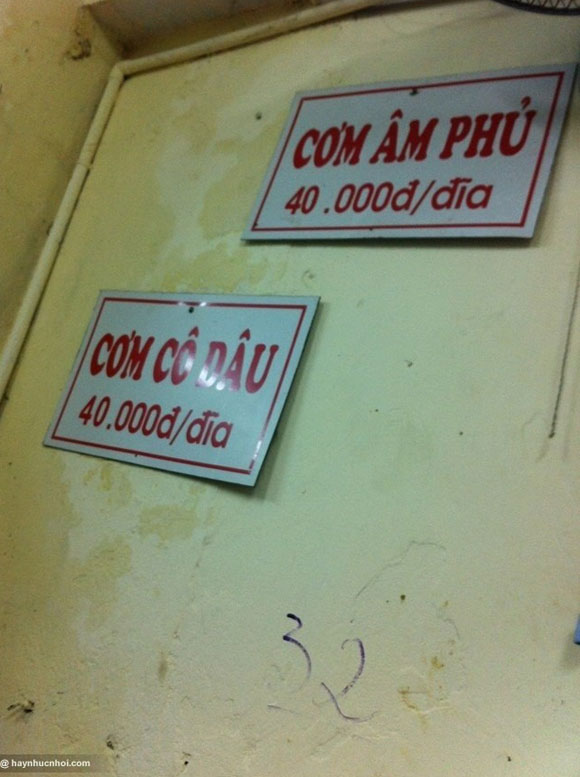 CƠM ÂM PHỦ
40.000đ/đĩa
CƠM CÔ DÂU
40.000đ/đĩa
32
@ haynhucnhoi.com